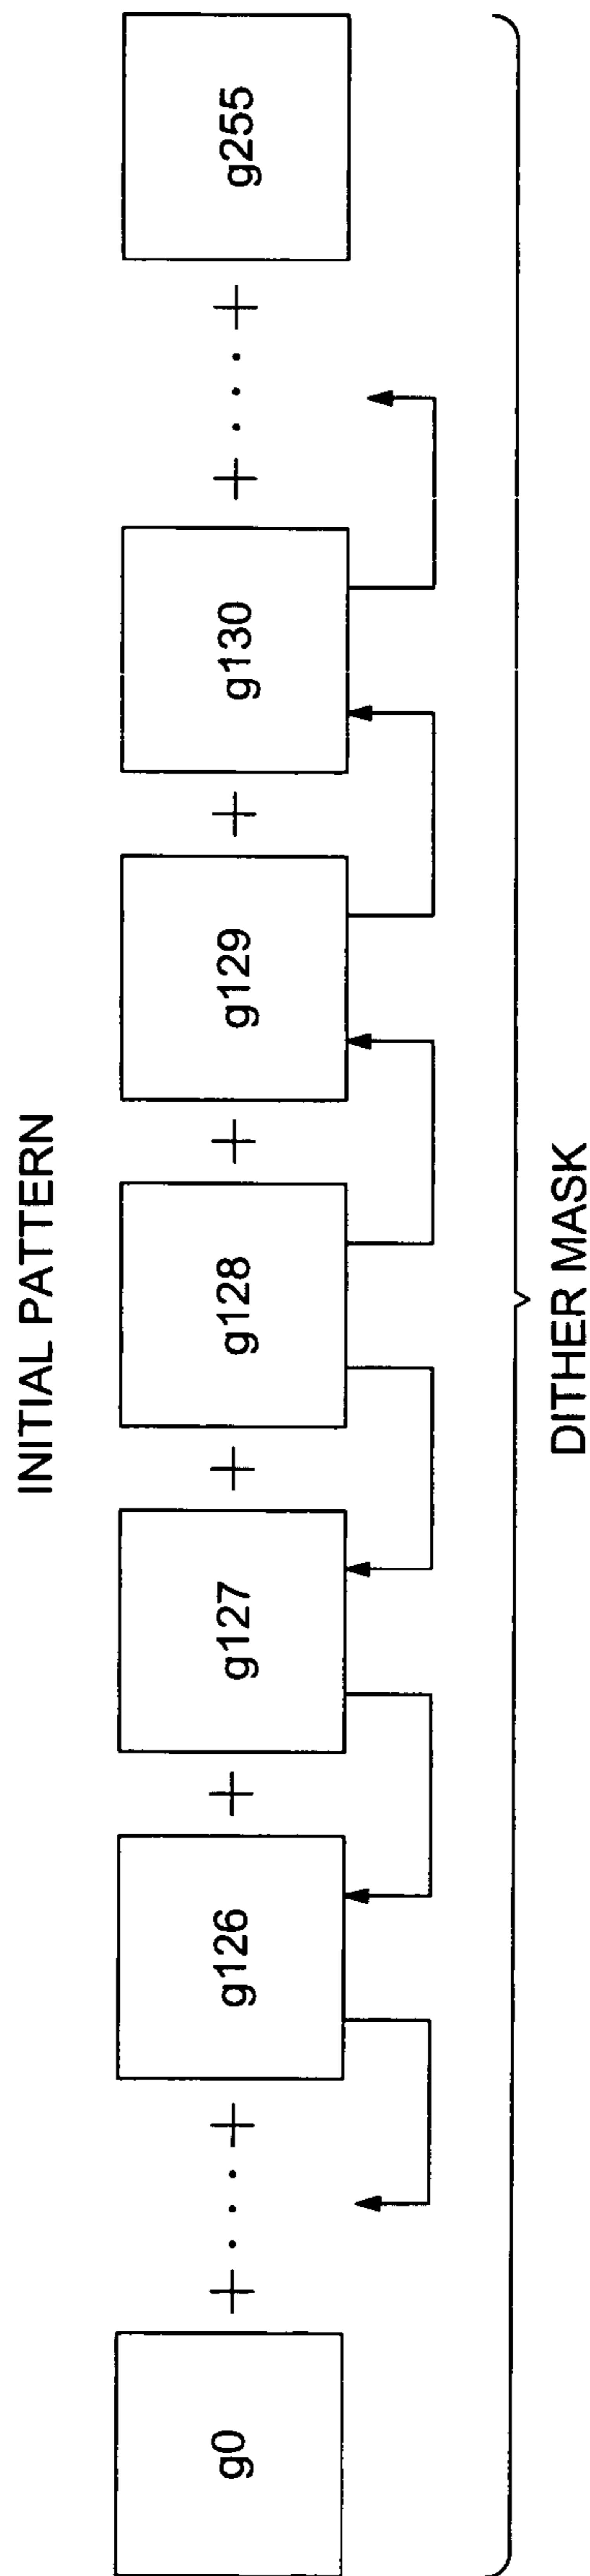 INITIAL PATTERN
g0 + · · · + g126 + g127 + g128 + g129 + g130 + · · · + g255
DITHER MASK